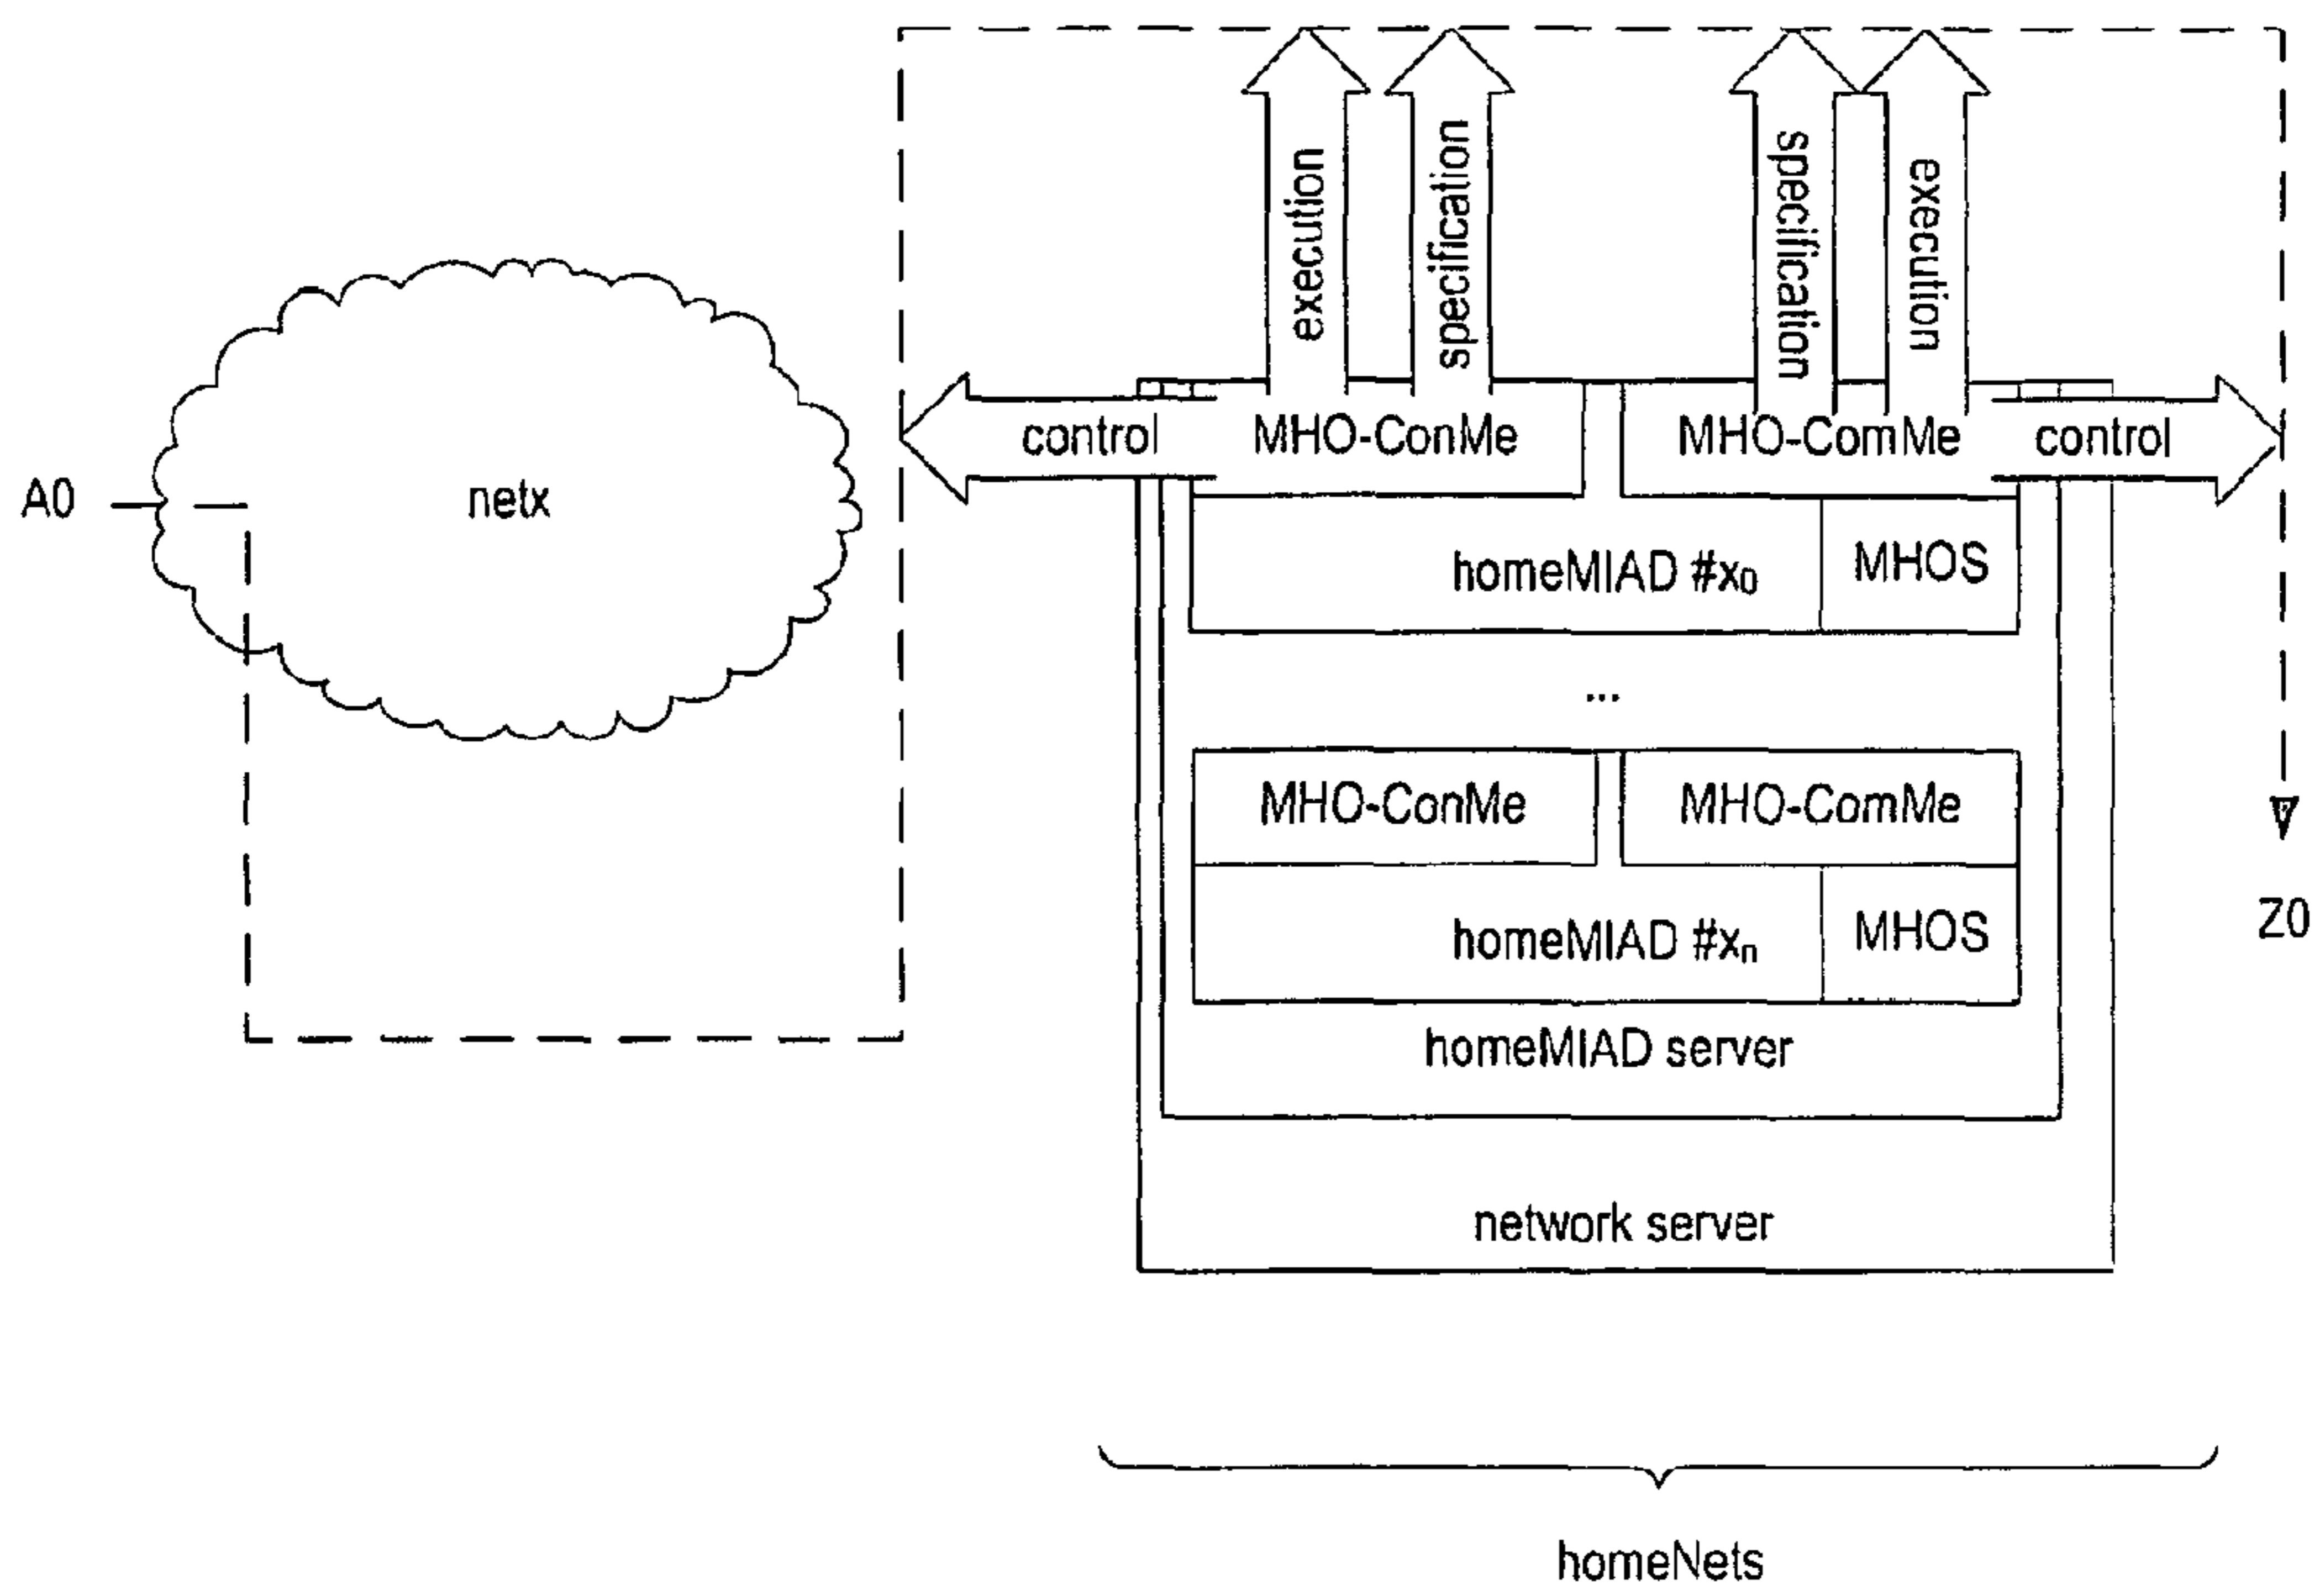 execution
specification
specification
execution
control
MHO-ConMe
MHO-ComMe
control
A0
netx
homeMIAD #x₀
MHOS
...
MHO-ConMe
MHO-ComMe
homeMIAD #xₙ
MHOS
Z0
homeMIAD server
network server
homeNets